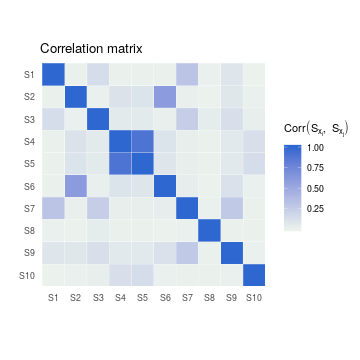 Correlation matrix
S1
S2
S3
S4
S5
S6
S7
S8
S9
S10
S1 S2 S3 S4 S5 S6 S7 S8 S9 S10
Corr(S_{x_i}, S_{x_j})
1.00
0.75
0.50
0.25